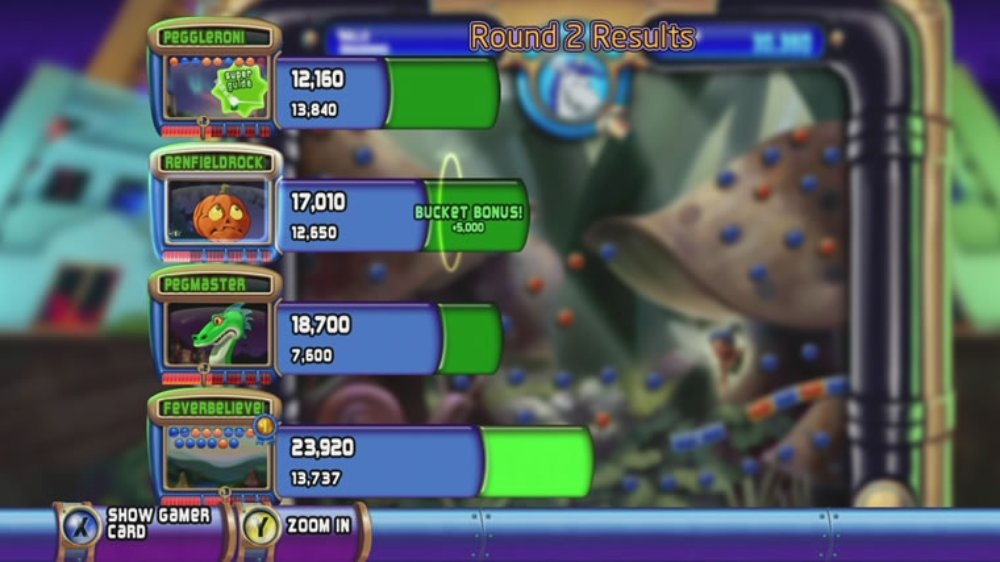 Round 2 Results
PEGGLERONI
super guide
12,160
13,840
RENFIELDROCK
17,010
12,650
BUCKET BONUS!
+5,000
PEGMASTER
18,700
7,600
FEVERBELIEVE
23,920
13,737
X
SHOW GAMER
CARD
Y
ZOOM IN